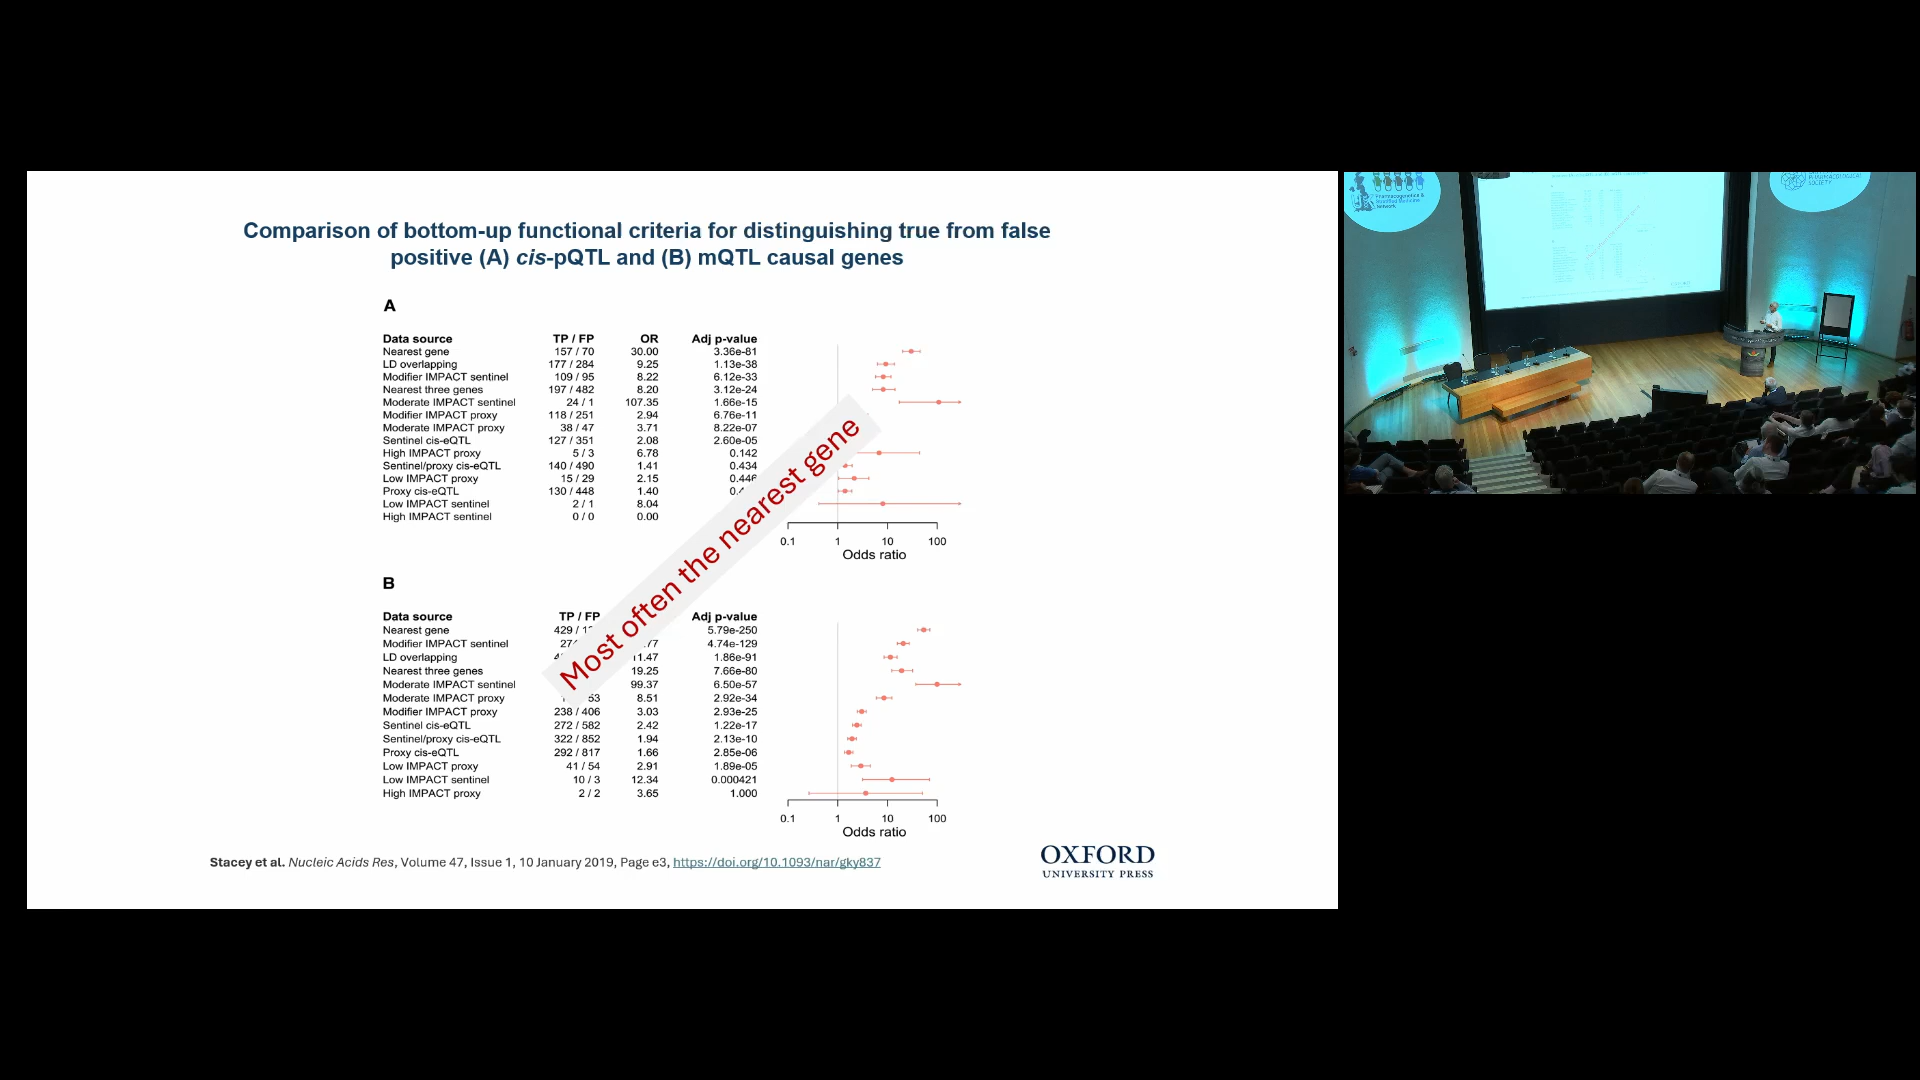 Comparison of bottom-up functional criteria for distinguishing true from false
positive (A) cis-pQTL and (B) mQTL causal genes
A
Data source TP / FP OR Adj p-value
Nearest gene 157 / 70 30.00 3.36e-81
LD overlapping 177 / 284 9.25 1.13e-38
Modifier IMPACT sentinel 109 / 95 8.22 6.12e-33
Nearest three genes 197 / 482 8.20 3.12e-24
Moderate IMPACT sentinel 24 / 1 107.35 1.66e-15
Modifier IMPACT proxy 118 / 251 2.94 6.76e-11
Moderate IMPACT proxy 38 / 47 3.71 8.22e-07
Sentinel cis-eQTL 127 / 351 2.08 2.60e-05
High IMPACT proxy 5 / 3 6.78 0.142
Sentinel/proxy cis-eQTL 140 / 490 1.41 0.434
Low IMPACT proxy 15 / 29 2.15 0.446
Proxy cis-eQTL 130 / 448 1.40
Low IMPACT sentinel 2 / 1 8.04
High IMPACT sentinel 0 / 0 0.00
0.1 1 10 100
Odds ratio
Most often the nearest gene
B
Data source TP / FP Adj p-value
Nearest gene 429 / 5.79e-250
Modifier IMPACT sentinel 4.74e-129
LD overlapping 11.47 1.86e-91
Nearest three genes 19.25 7.66e-80
Moderate IMPACT sentinel 99.37 6.50e-57
Moderate IMPACT proxy 53 8.51 2.92e-34
Modifier IMPACT proxy 238 / 406 3.03 2.93e-25
Sentinel cis-eQTL 272 / 582 2.42 1.22e-17
Sentinel/proxy cis-eQTL 322 / 852 1.94 2.13e-10
Proxy cis-eQTL 292 / 817 1.66 2.85e-06
Low IMPACT proxy 41 / 54 2.91 1.89e-05
Low IMPACT sentinel 10 / 3 12.34 0.000421
High IMPACT proxy 2 / 2 3.65 1.000
0.1 1 10 100
Odds ratio
Stacey et al. Nucleic Acids Res, Volume 47, Issue 1, 10 January 2019, Page e3, https://doi.org/10.1093/nar/gky837
OXFORD
UNIVERSITY PRESS
Pharmacogenetics &
Stratified Medicine
Network
PHARMACOLOGICAL
SOCIETY